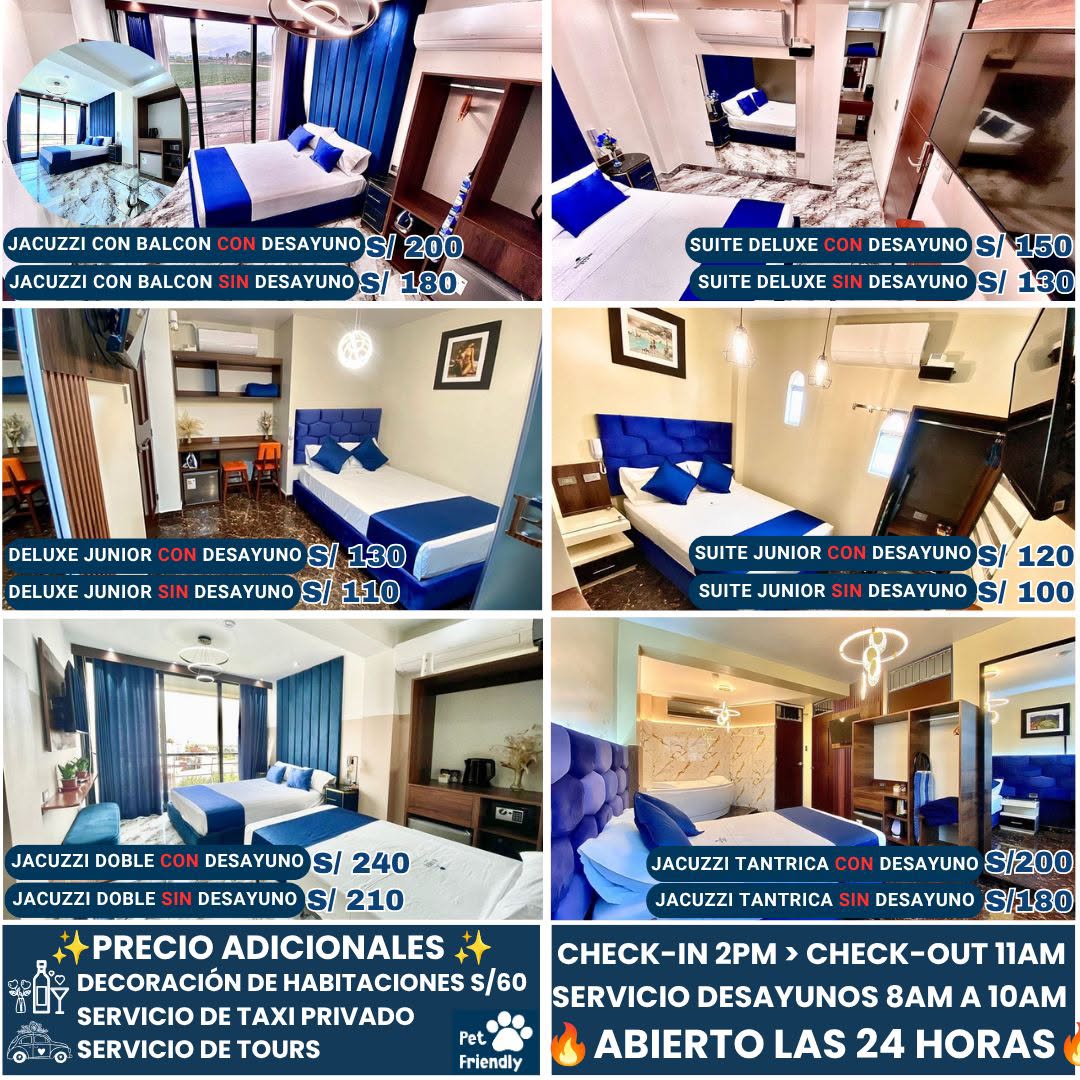 JACUZZI CON BALCON CON DESAYUNO S/ 200
JACUZZI CON BALCON SIN DESAYUNO S/ 180
SUITE DELUXE CON DESAYUNO S/ 150
SUITE DELUXE SIN DESAYUNO S/ 130
DELUXE JUNIOR CON DESAYUNO S/ 130
DELUXE JUNIOR SIN DESAYUNO S/ 110
SUITE JUNIOR CON DESAYUNO S/ 120
SUITE JUNIOR SIN DESAYUNO S/ 100
JACUZZI DOBLE CON DESAYUNO S/ 240
JACUZZI DOBLE SIN DESAYUNO S/ 210
JACUZZI TANTRICA CON DESAYUNO S/200
JACUZZI TANTRICA SIN DESAYUNO S/180
✨PRECIO ADICIONALES ✨
DECORACIÓN DE HABITACIONES S/60
SERVICIO DE TAXI PRIVADO
SERVICIO DE TOURS
Pet
Friendly
CHECK-IN 2PM > CHECK-OUT 11AM
SERVICIO DESAYUNOS 8AM A 10AM
🔥ABIERTO LAS 24 HORAS🔥